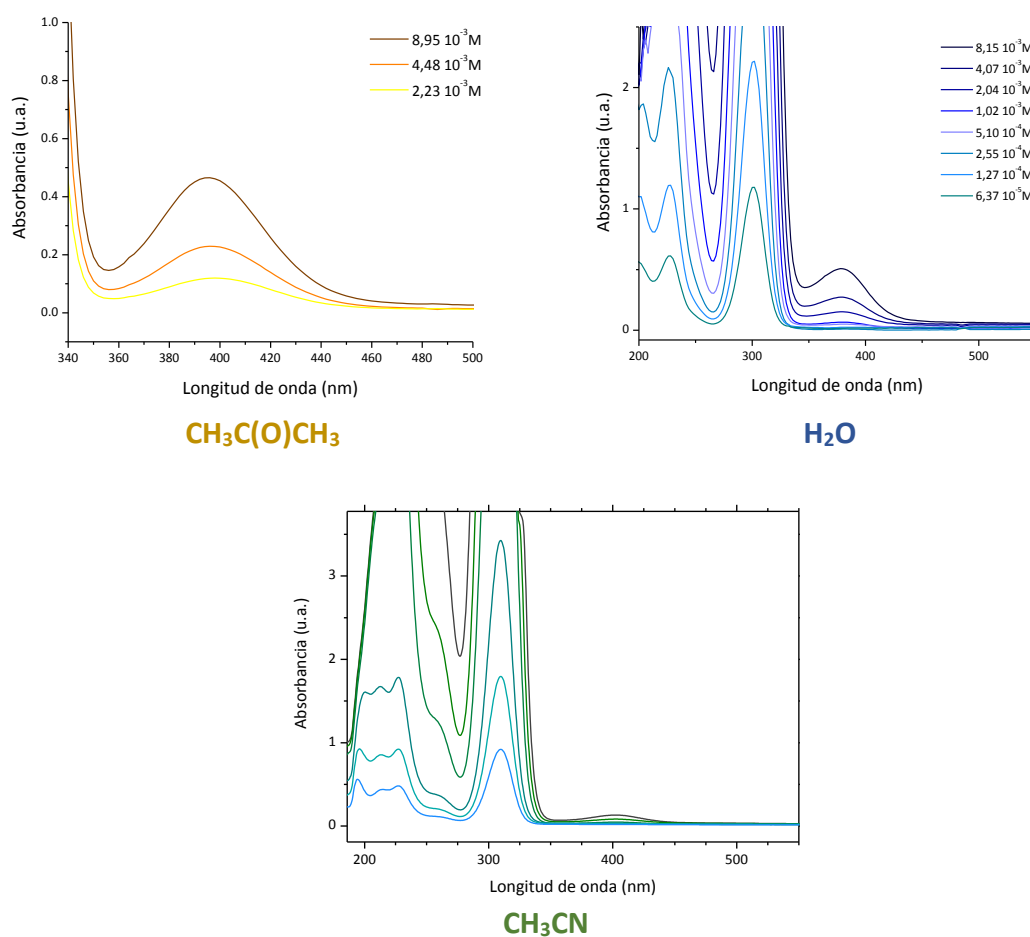 1.0
0.8
0.6
0.4
0.2
0.0
Absorbancia (u.a.)
8,95 10⁻³M
4,48 10⁻³M
2,23 10⁻³M
340 360 380 400 420 440 460 480 500
Longitud de onda (nm)
CH₃C(O)CH₃
2
1
0
Absorbancia (u.a.)
8,15 10⁻³M
4,07 10⁻³M
2,04 10⁻³M
1,02 10⁻³M
5,10 10⁻⁴M
2,55 10⁻⁴M
1,27 10⁻⁴M
6,37 10⁻⁵M
200 300 400 500
Longitud de onda (nm)
H₂O
3
2
1
0
Absorbancia (u.a.)
200 300 400 500
Longitud de onda (nm)
CH₃CN